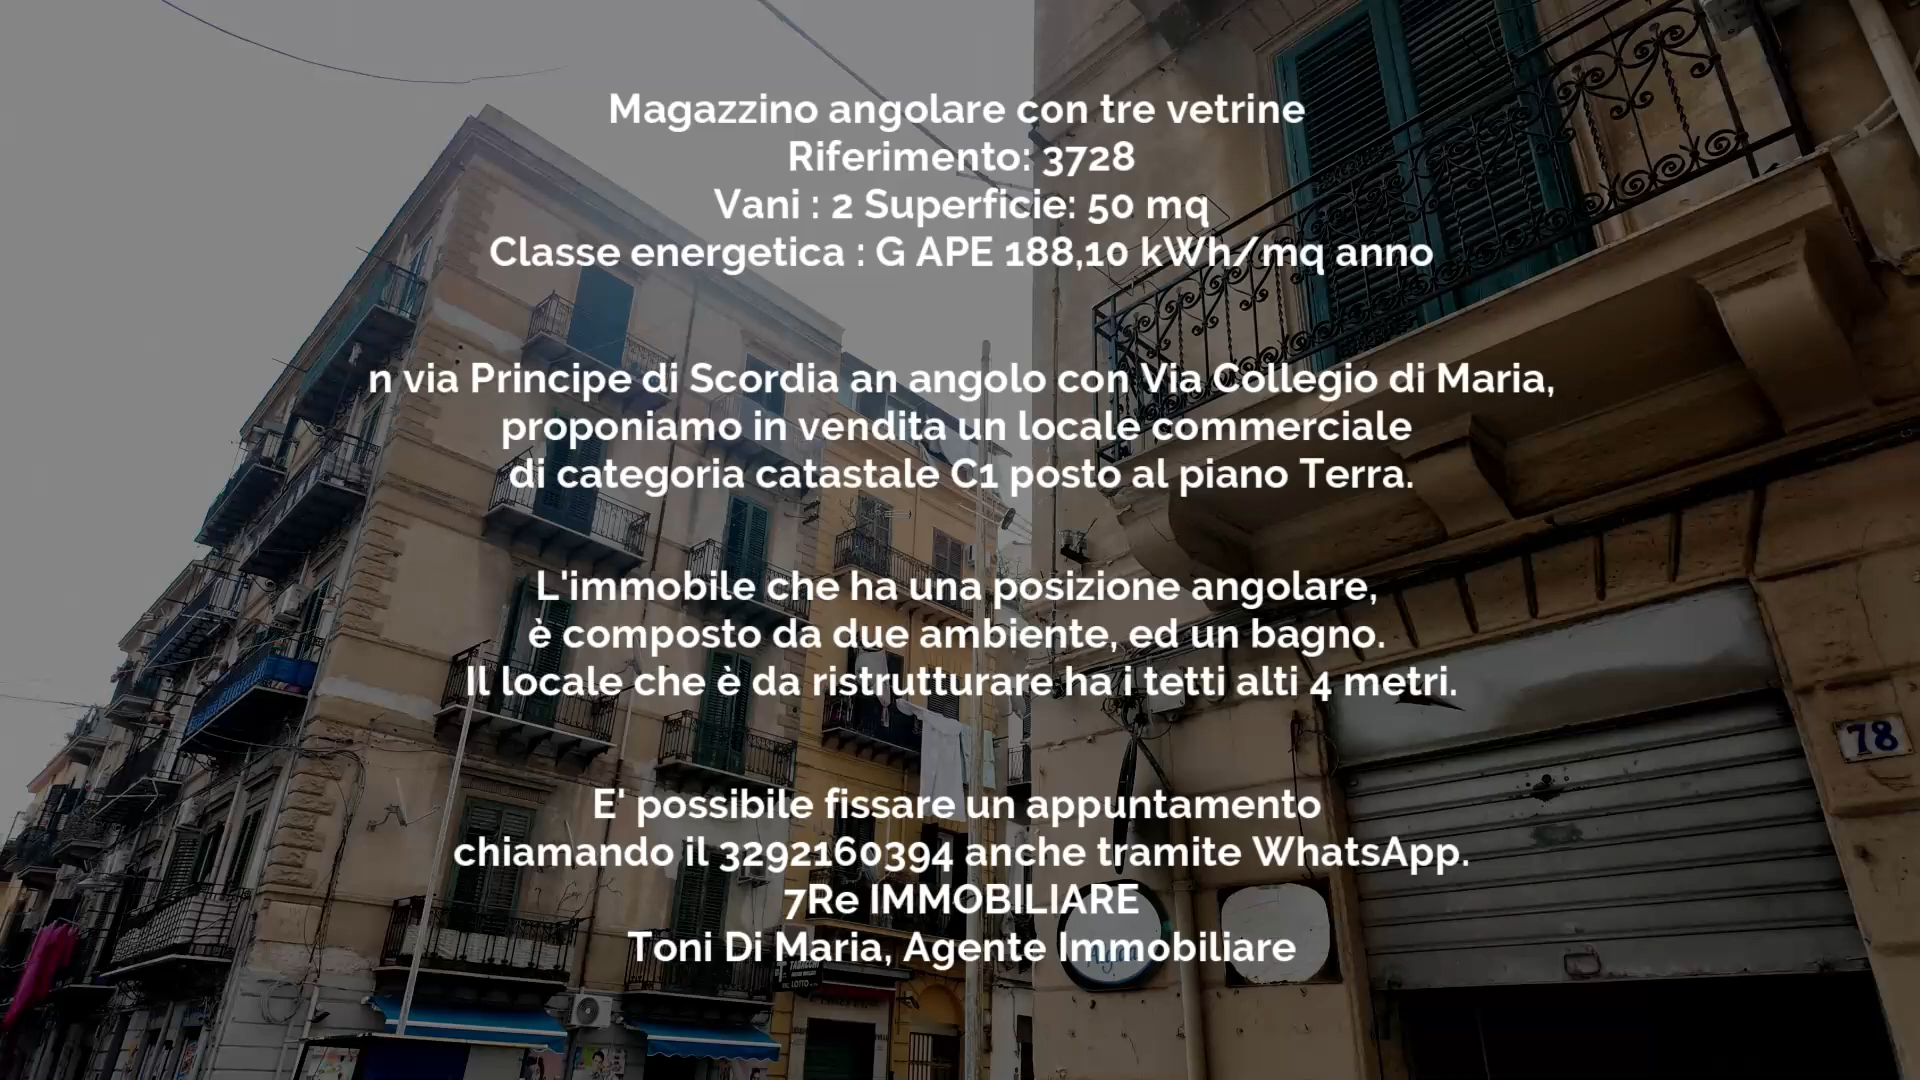 Magazzino angolare con tre vetrine
Riferimento: 3728
Vani : 2 Superficie: 50 mq
Classe energetica : G APE 188,10 kWh/mq anno
n via Principe di Scordia an angolo con Via Collegio di Maria,
proponiamo in vendita un locale commerciale
di categoria catastale C1 posto al piano Terra.
L'immobile che ha una posizione angolare,
è composto da due ambiente, ed un bagno.
Il locale che è da ristrutturare ha i tetti alti 4 metri.
78
E' possibile fissare un appuntamento
chiamando il 3292160394 anche tramite WhatsApp.
7Re IMMOBILIARE
Toni Di Maria, Agente Immobiliare
TABACCHI
LOTTO